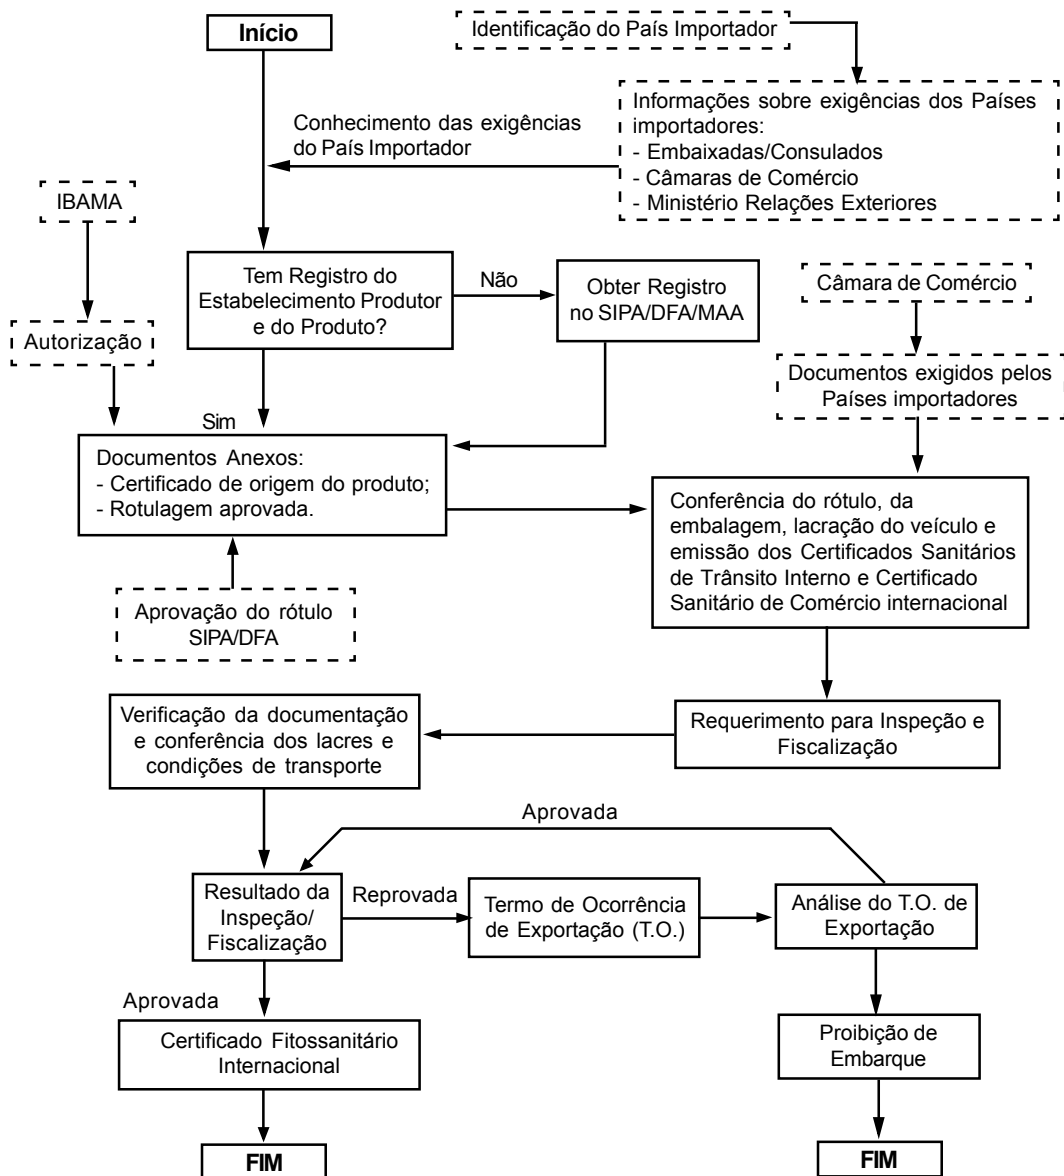 Início
Identificação do País Importador
Informações sobre exigências dos Países
importadores:
- Embaixadas/Consulados
- Câmaras de Comércio
- Ministério Relações Exteriores
Conhecimento das exigências
do País Importador
IBAMA
Autorização
Tem Registro do
Estabelecimento Produtor
e do Produto?
Não
Obter Registro
no SIPA/DFA/MAA
Câmara de Comércio
Documentos exigidos pelos
Países importadores
Sim
Documentos Anexos:
- Certificado de origem do produto;
- Rotulagem aprovada.
Conferência do rótulo, da
embalagem, lacração do veículo e
emissão dos Certificados Sanitários
de Trânsito Interno e Certificado
Sanitário de Comércio internacional
Aprovação do rótulo
SIPA/DFA
Verificação da documentação
e conferência dos lacres e
condições de transporte
Requerimento para Inspeção e
Fiscalização
Aprovada
Resultado da
Inspeção/
Fiscalização
Reprovada
Termo de Ocorrência
de Exportação (T.O.)
Análise do T.O. de
Exportação
Aprovada
Certificado Fitossanitário
Internacional
Proibição de
Embarque
FIM
FIM